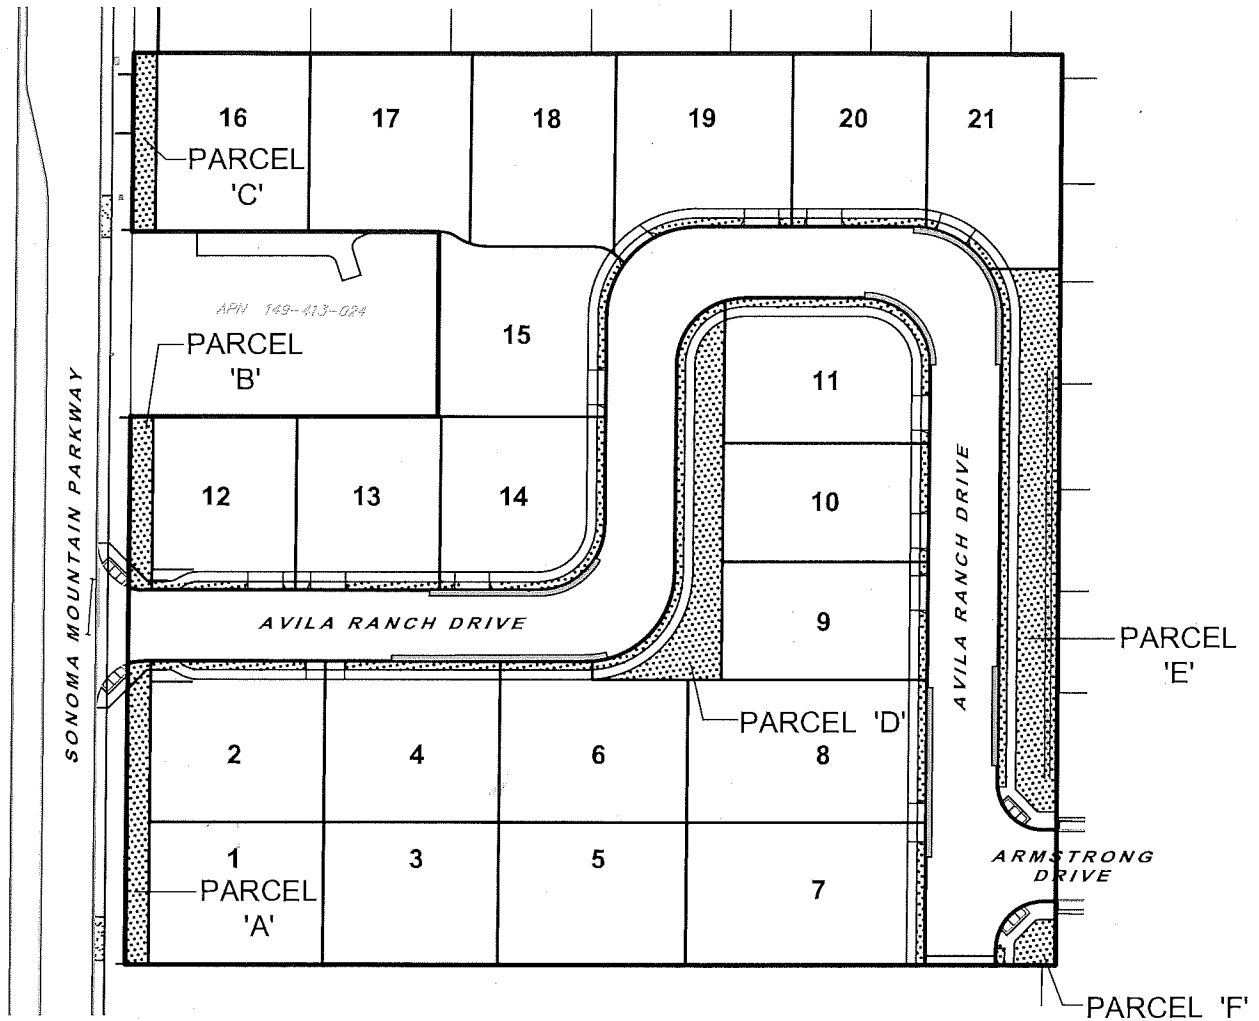 16
17
18
19
20
21
PARCEL
'C'
APN 149-413-024
PARCEL
'B'
15
11
12
13
14
10
9
SONOMA MOUNTAIN PARKWAY
AVILA RANCH DRIVE
AVILA RANCH DRIVE
PARCEL
'E'
PARCEL 'D'
2
4
6
8
1
3
5
7
PARCEL
'A'
ARMSTRONG
DRIVE
PARCEL 'F'